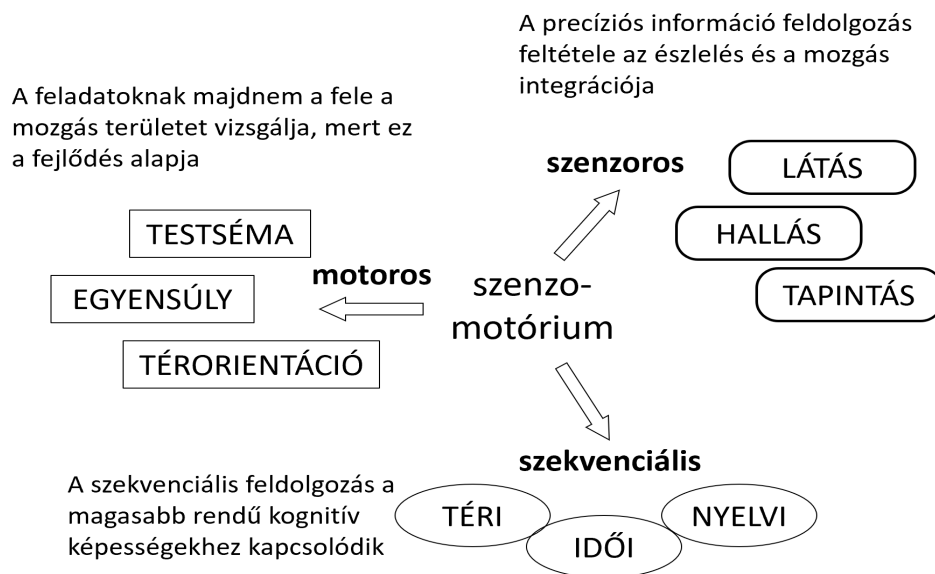 A precíziós információ feldolgozás
feltétele az észlelés és a mozgás
integrációja
A feladatoknak majdnem a fele a
mozgás területet vizsgálja, mert ez
a fejlődés alapja
szenzoros
LÁTÁS
HALLÁS
TAPINTÁS
TESTSÉMA
motoros
EGYENSÚLY
TÉRORIENTÁCIÓ
szenzo-
motórium
szekvenciális
A szekvenciális feldolgozás a
magasabb rendű kognitív
képességekhez kapcsolódik
TÉRI
IDŐI
NYELVI